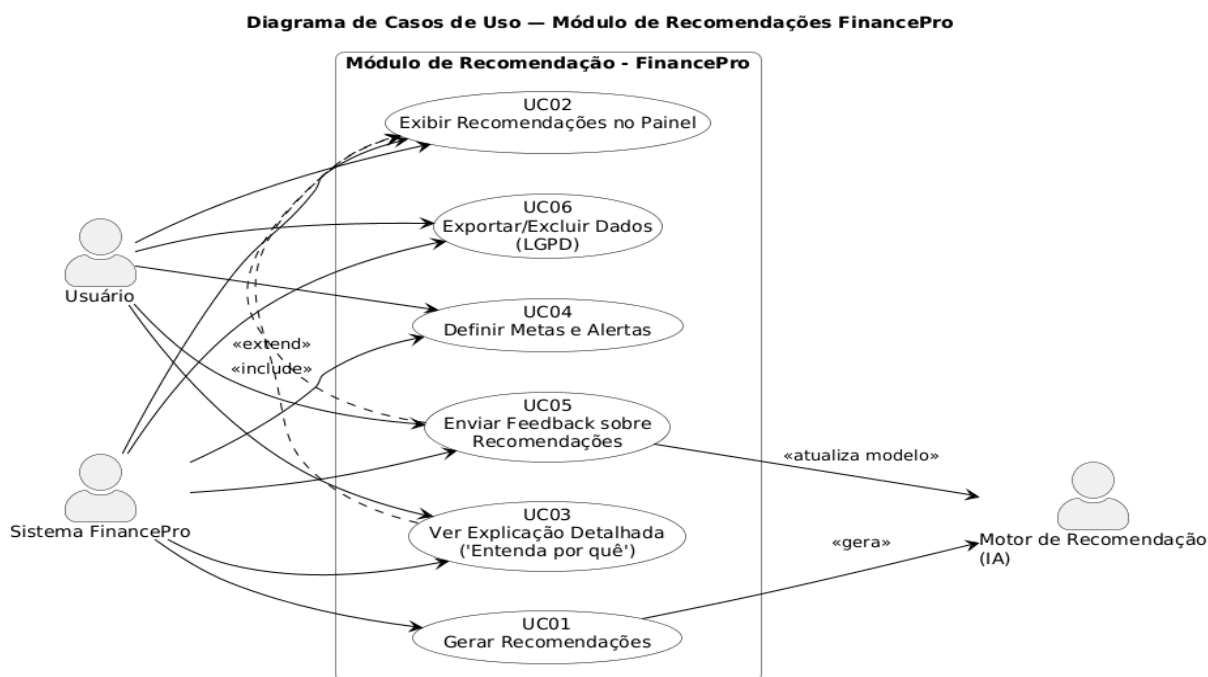 Diagrama de Casos de Uso — Módulo de Recomendações FinancePro
Módulo de Recomendação - FinancePro
UC02
Exibir Recomendações no Painel
UC06
Exportar/Excluir Dados
(LGPD)
Usuário
UC04
Definir Metas e Alertas
«extend»
«include»
UC05
Enviar Feedback sobre
Recomendações
«atualiza modelo»
Sistema FinancePro
UC03
Ver Explicação Detalhada
('Entenda por quê')
«gera»
Motor de Recomendação
(IA)
UC01
Gerar Recomendações